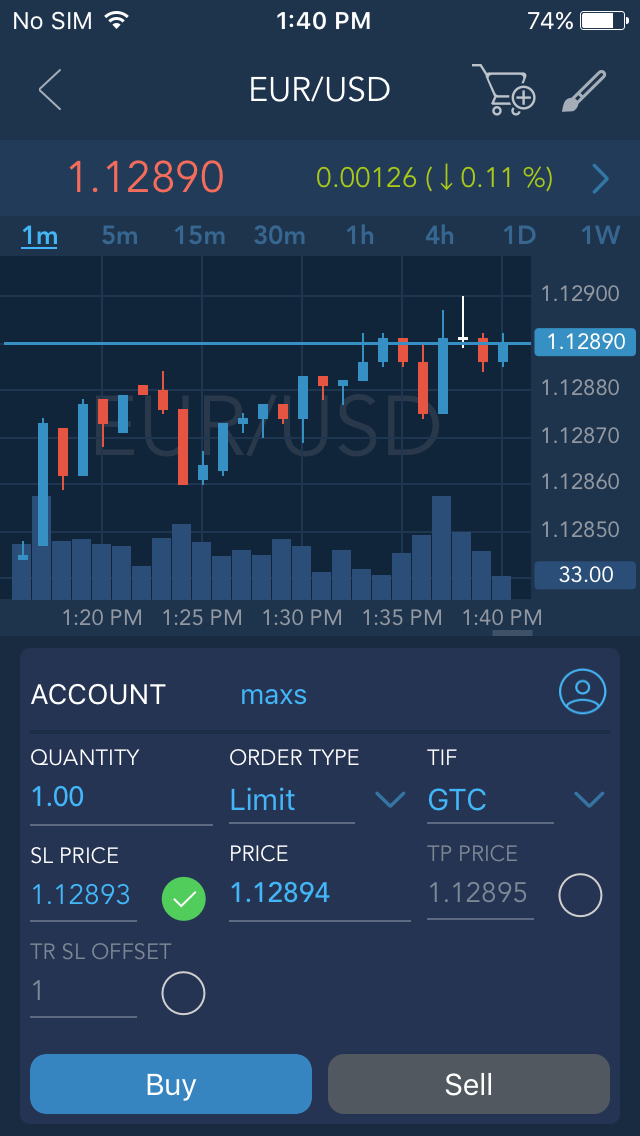 No SIM 1:40 PM 74%
EUR/USD
1.12890 0.00126 (↓0.11 %)
1m 5m 15m 30m 1h 4h 1D 1W
1.12900
1.12890
1.12880
EUR/USD
1.12870
1.12860
1.12850
33.00
1:20 PM 1:25 PM 1:30 PM 1:35 PM 1:40 PM
ACCOUNT maxs
QUANTITY ORDER TYPE TIF
1.00 Limit GTC
SL PRICE PRICE TP PRICE
1.12893 1.12894 1.12895
TR SL OFFSET
1
Buy Sell